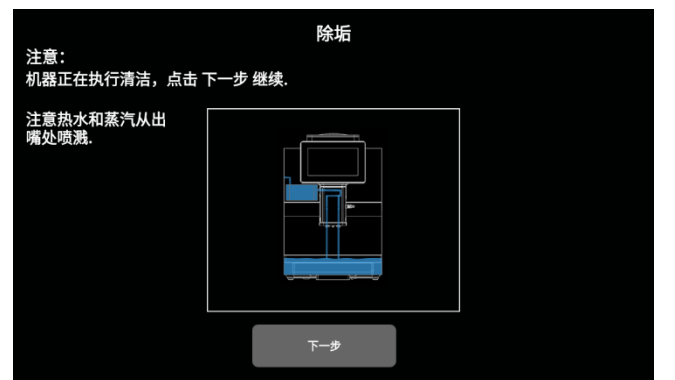 除垢
注意：
机器正在执行清洁，点击 下一步 继续.
注意热水和蒸汽从出
嘴处喷溅.
下一步